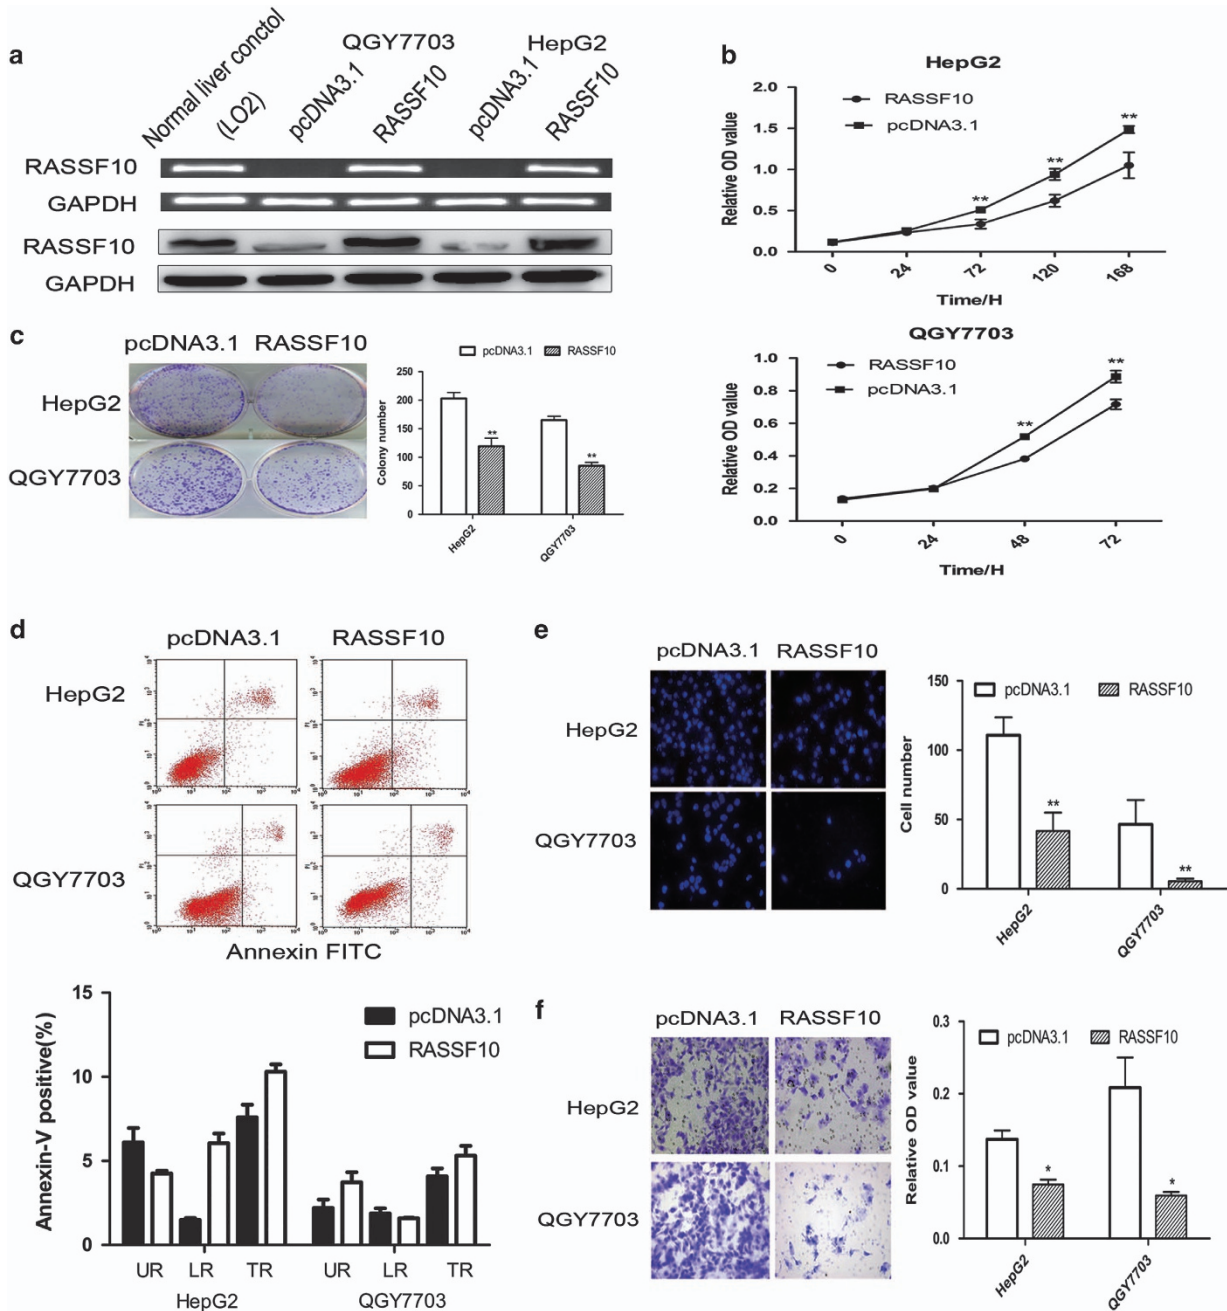 a
Normal liver conctol
(LO2)
QGY7703
pcDNA3.1
RASSF10
HepG2
pcDNA3.1
RASSF10
RASSF10
GAPDH
RASSF10
GAPDH
b
HepG2
RASSF10
pcDNA3.1
Relative OD value
2.0
1.5
1.0
0.5
0.0
**
**
**
0
24
72
120
168
Time/H
QGY7703
RASSF10
pcDNA3.1
Relative OD value
1.0
0.8
0.6
0.4
0.2
0.0
**
**
0
24
48
72
Time/H
c
pcDNA3.1 RASSF10
HepG2
QGY7703
pcDNA3.1 RASSF10
Colony number
250
200
150
100
50
0
**
**
HepG2
QGY7703
d
pcDNA3.1 RASSF10
HepG2
QGY7703
Annexin FITC
Annexin-V positive(%)
15
10
5
0
pcDNA3.1
RASSF10
UR LR TR UR LR TR
HepG2 QGY7703
e
pcDNA3.1 RASSF10
HepG2
QGY7703
pcDNA3.1 RASSF10
Cell number
150
100
50
0
**
**
HepG2
QGY7703
f
pcDNA3.1 RASSF10
HepG2
QGY7703
pcDNA3.1 RASSF10
Relative OD value
0.3
0.2
0.1
0.0
*
*
HepG2
QGY7703